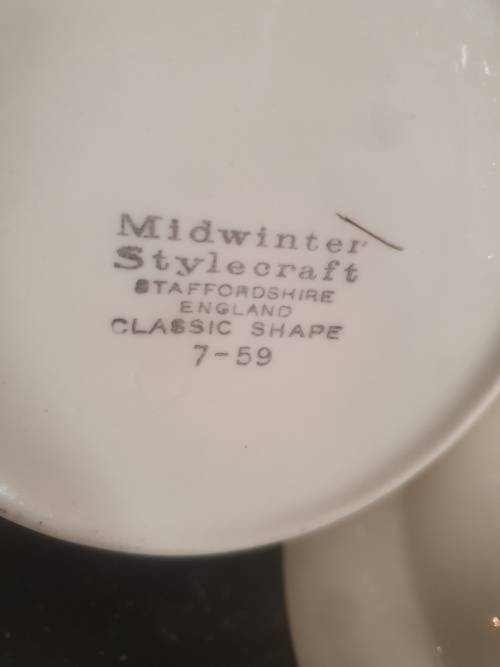 Midwinter
Stylecraft
STAFFORDSHIRE
ENGLAND
CLASSIC SHAPE
7-59